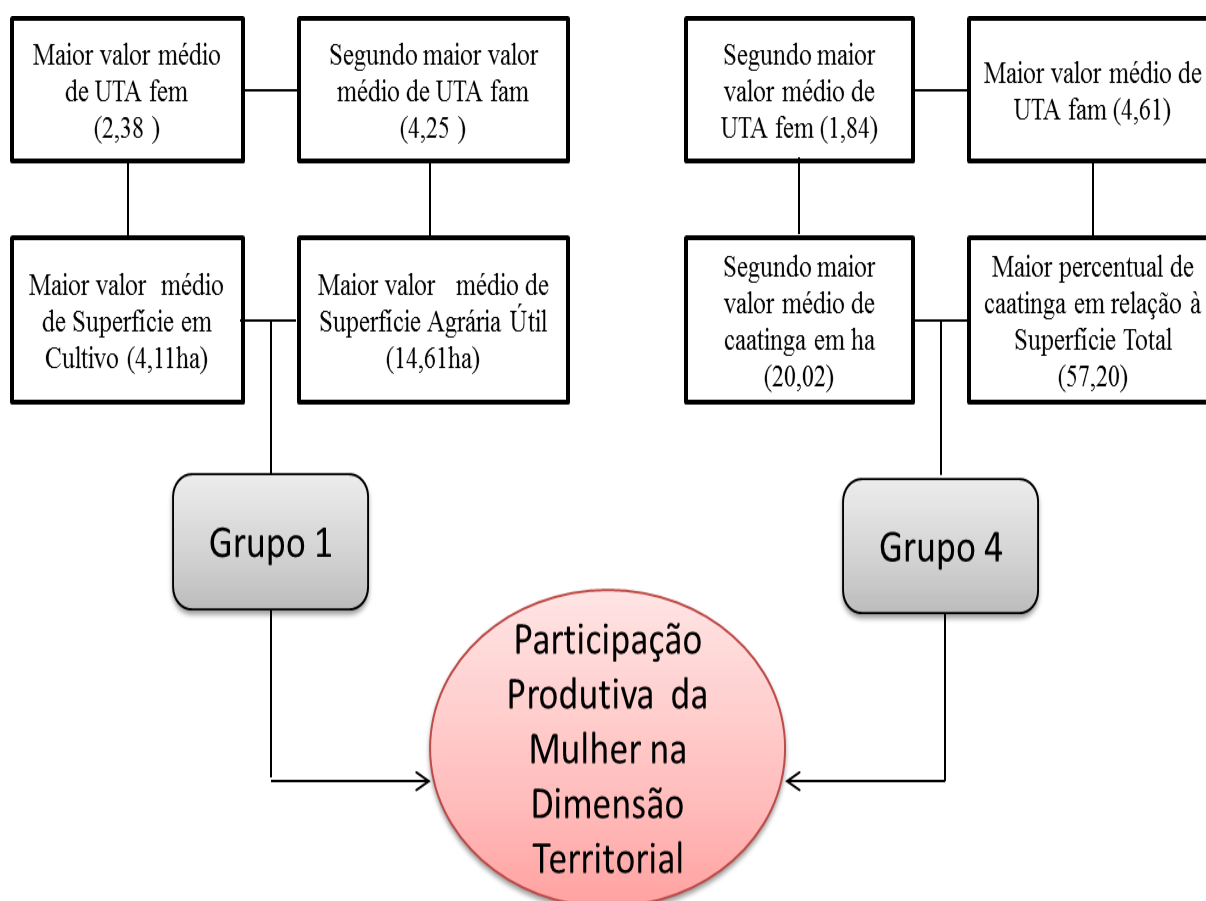 Maior valor médio
de UTA fem
(2,38 )
Segundo maior valor
médio de UTA fam
(4,25 )
Segundo maior
valor médio de
UTA fem (1,84)
Maior valor médio de
UTA fam (4,61)
Maior valor médio
de Superfície em
Cultivo (4,11ha)
Maior valor médio de
Superfície Agrária Útil
(14,61ha)
Segundo maior
valor médio de
caatinga em ha
(20,02)
Maior percentual de
caatinga em relação à
Superfície Total
(57,20)
Grupo 1
Grupo 4
Participação
Produtiva da
Mulher na
Dimensão
Territorial